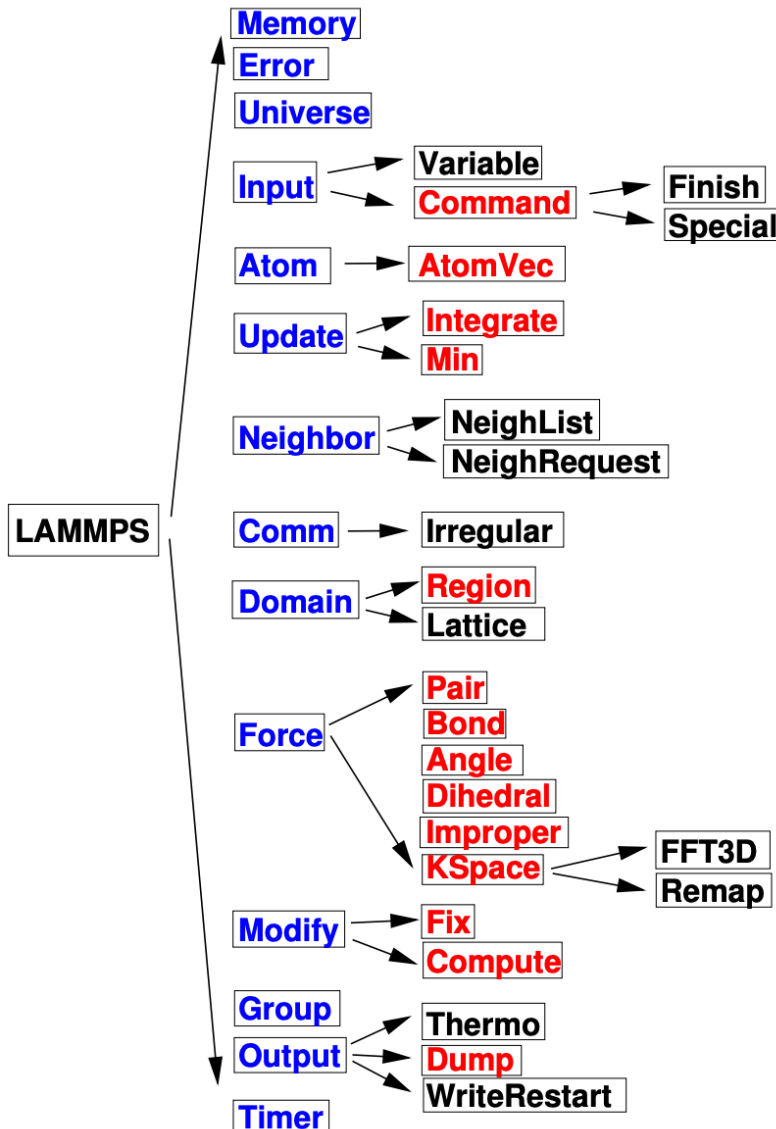 Memory
Error
Universe
Input
Variable
Command
Finish
Special
Atom
AtomVec
Update
Integrate
Min
Neighbor
NeighList
NeighRequest
LAMMPS
Comm
Irregular
Domain
Region
Lattice
Force
Pair
Bond
Angle
Dihedral
Improper
KSpace
FFT3D
Remap
Modify
Fix
Compute
Group
Output
Thermo
Dump
WriteRestart
Timer